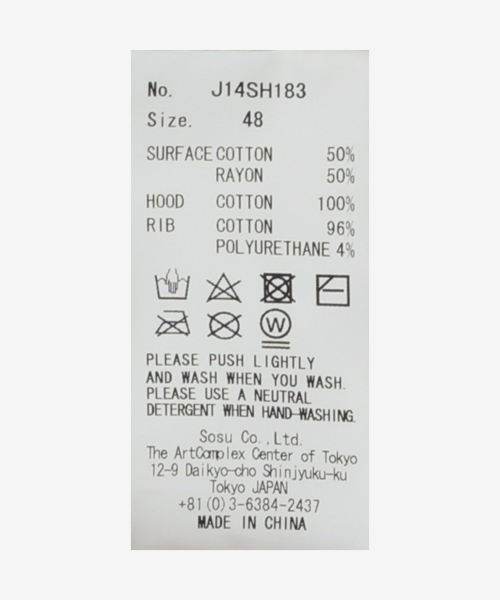 No. J14SH183
Size. 48
SURFACE COTTON 50%
RAYON 50%
HOOD COTTON 100%
RIB COTTON 96%
POLYURETHANE 4%
W
PLEASE PUSH LIGHTLY
AND WASH WHEN YOU WASH.
PLEASE USE A NEUTRAL
DETERGENT WHEN HAND-WASHING.
Sosu Co.,Ltd.
The ArtComplex Center of Tokyo
12-9 Daikyo-cho Shinjyuku-ku
Tokyo JAPAN
+81(0)3-6384-2437
MADE IN CHINA